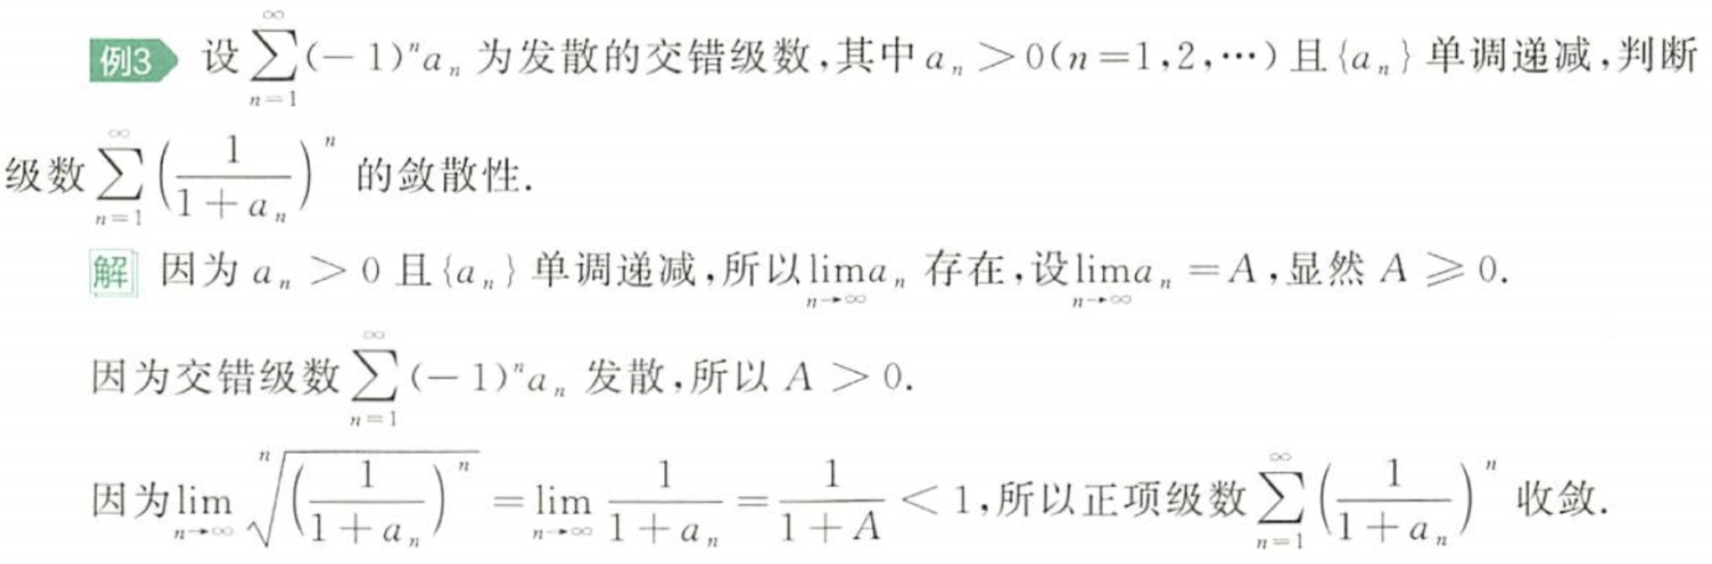 例3 设$\sum_{n=1}^{\infty}(-1)^n a_n$为发散的交错级数,其中$a_n>0(n=1,2,\cdots)$且$\{a_n\}$单调递减,判断
级数$\sum_{n=1}^{\infty}\left(\frac{1}{1+a_n}\right)^n$的敛散性.
解 因为$a_n>0$且$\{a_n\}$单调递减,所以$\lim_{n\to\infty}a_n$存在,设$\lim_{n\to\infty}a_n=A$,显然$A\geqslant 0$.
因为交错级数$\sum_{n=1}^{\infty}(-1)^n a_n$发散,所以$A>0$.
因为$\lim_{n\to\infty}\sqrt[n]{\left(\frac{1}{1+a_n}\right)^n}=\lim_{n\to\infty}\frac{1}{1+a_n}=\frac{1}{1+A}<1$,所以正项级数$\sum_{n=1}^{\infty}\left(\frac{1}{1+a_n}\right)^n$收敛.